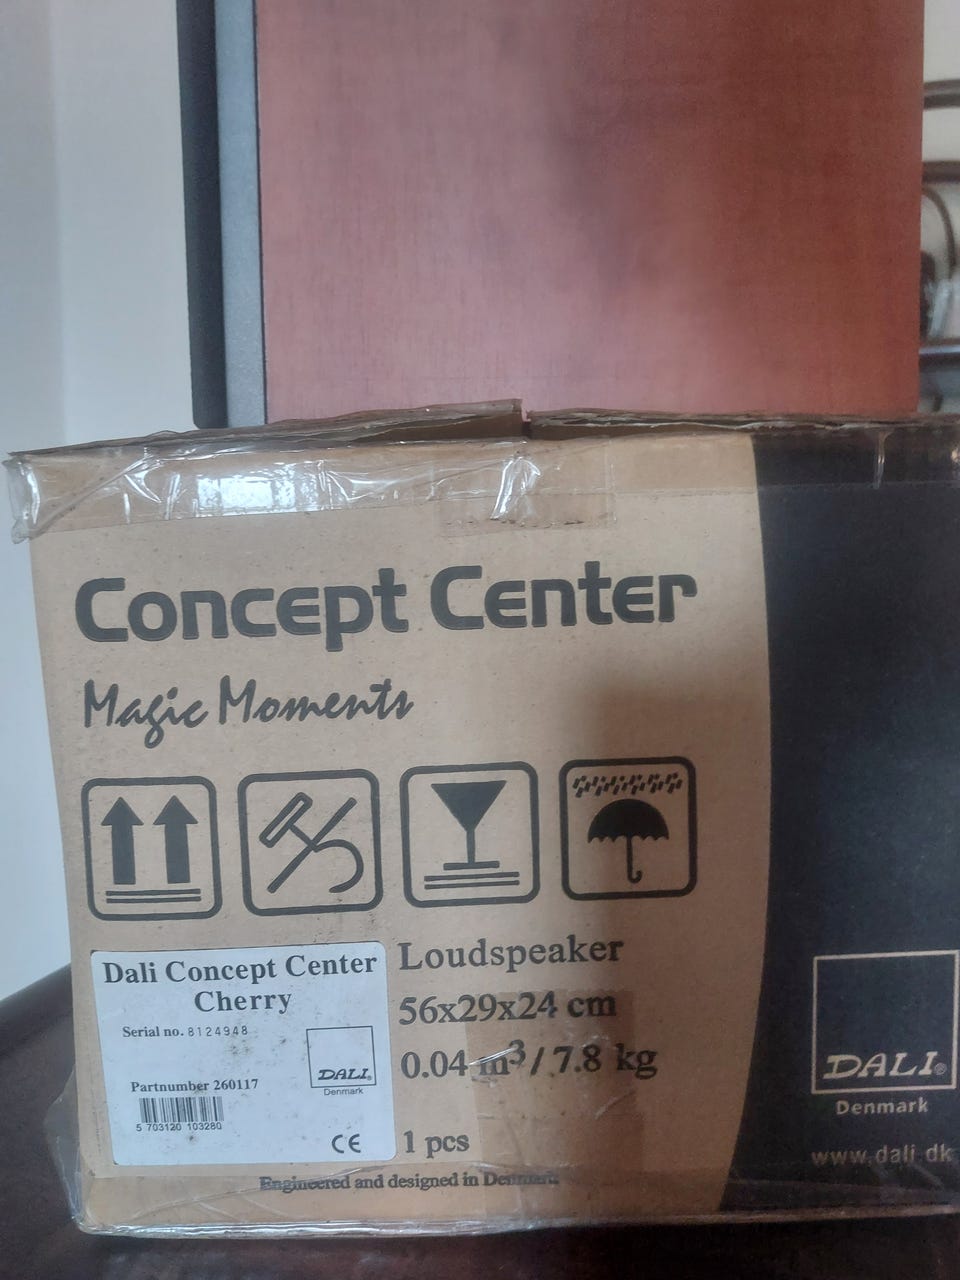 Concept Center
Magic Moments
Dali Concept Center
Cherry
Serial no. 8124948
DALI®
Denmark
Partnumber 260117
5 703120 103280
CE
Loudspeaker
56x29x24 cm
0.04 m³/7.8 kg
1 pcs
Engineered and designed in Denmark
DALI®
Denmark
www.dali.dk